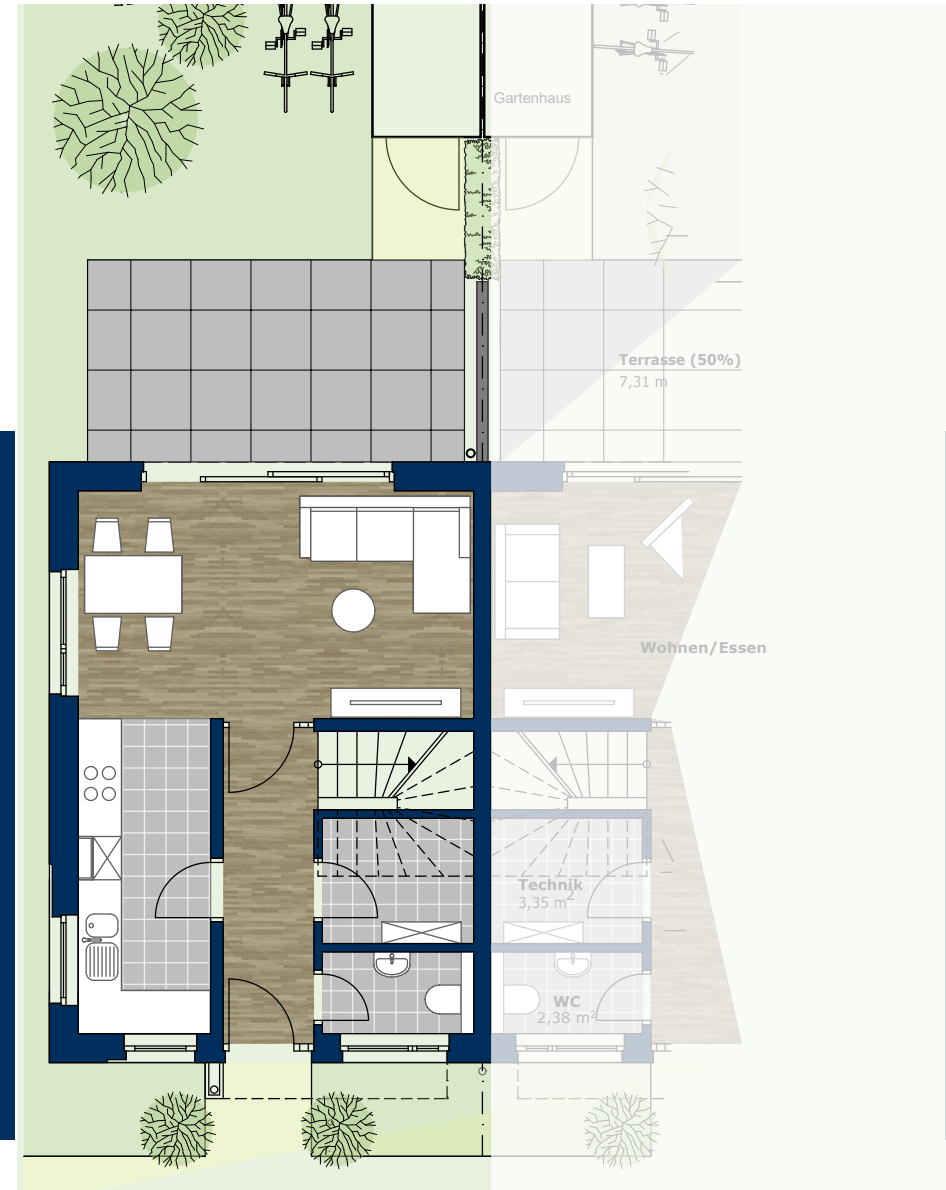 Gartenhaus
Terrasse (50%)
7,31 m
Wohnen/Essen
Technik
3,35 m²
WC
2,38 m²